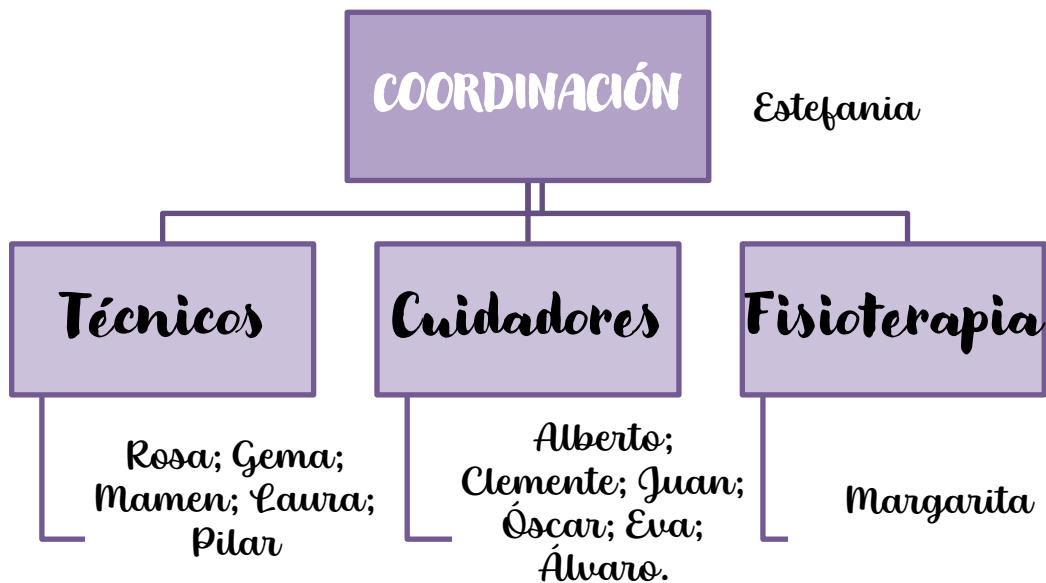 COORDINACIÓN
Estefania
Técnicos
Cuidadores
Fisioterapia
Rosa; Gema;
Mamen; Laura;
Pilar
Alberto;
Clemente; Juan;
Óscar; Eva;
Álvaro.
Margarita